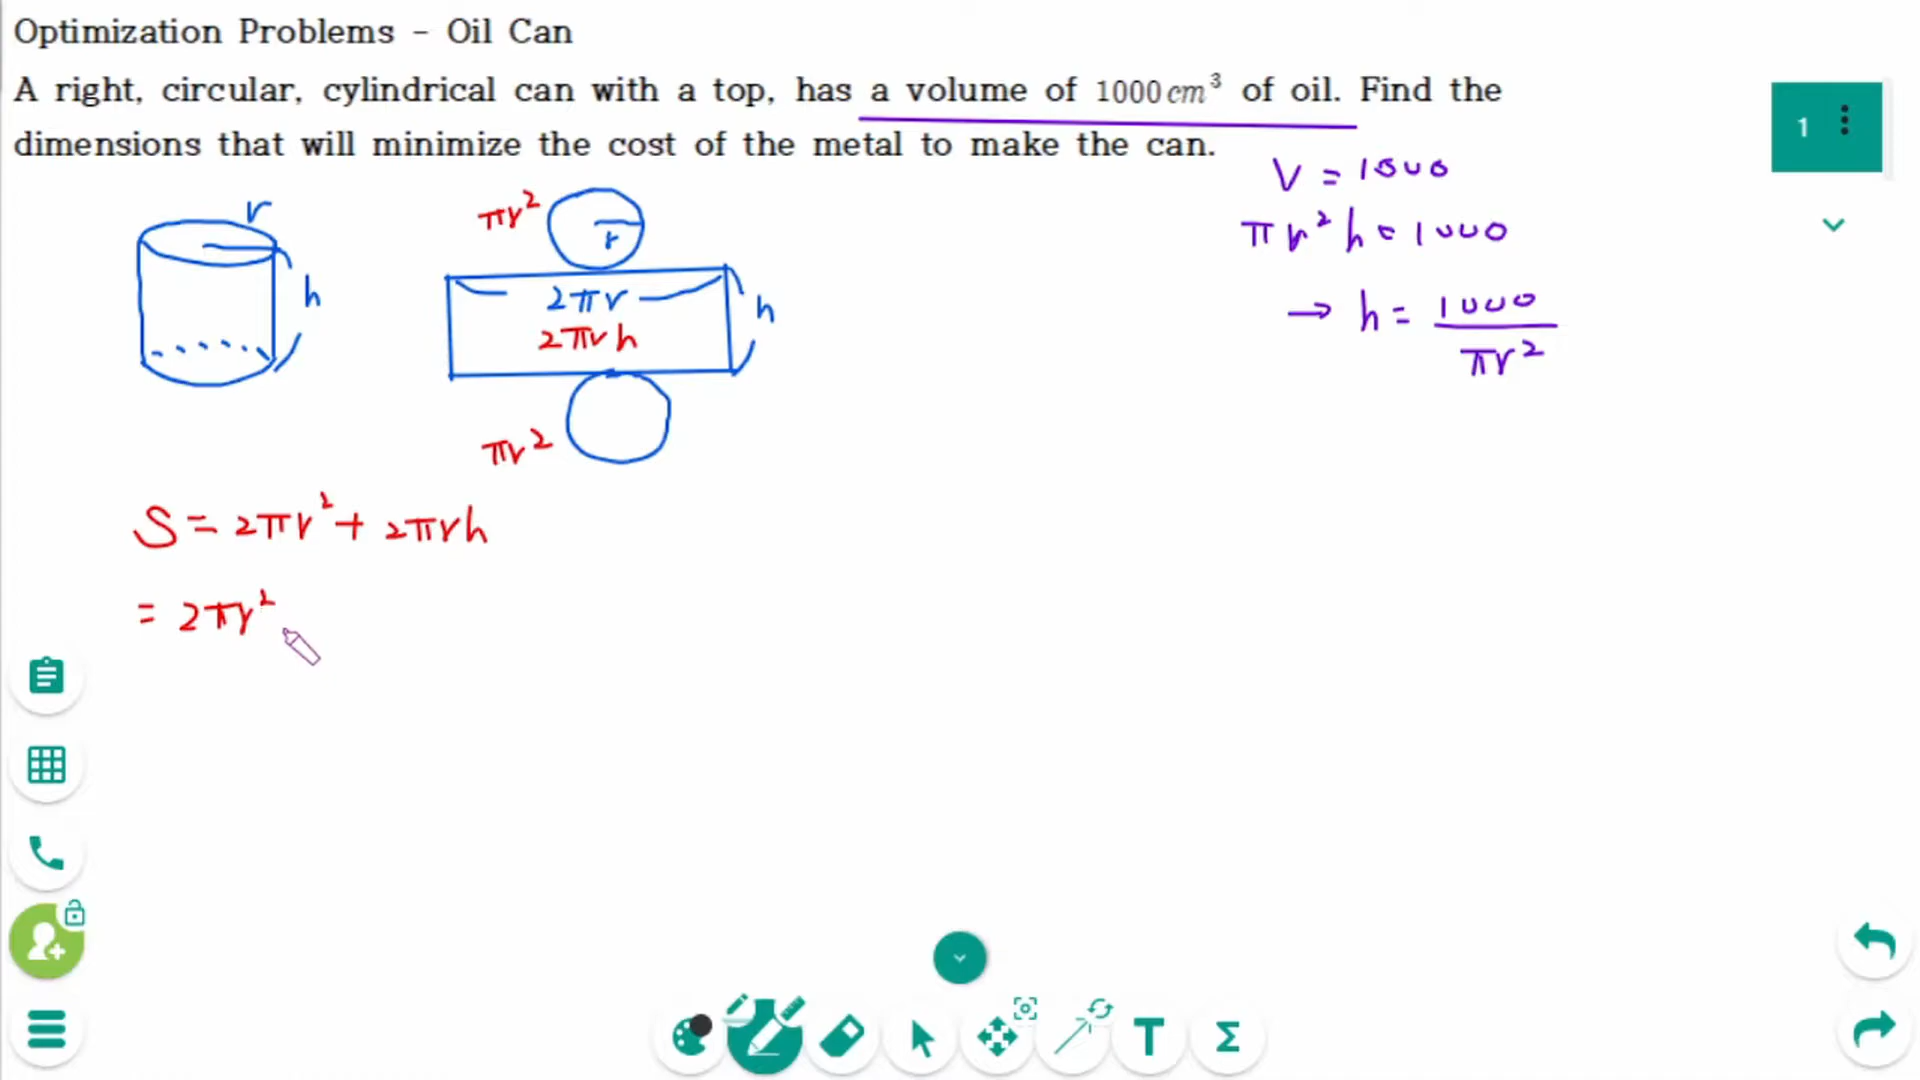 Optimization Problems - Oil Can
A right, circular, cylindrical can with a top, has a volume of 1000 cm³ of oil. Find the
dimensions that will minimize the cost of the metal to make the can.
1
V = 1000
πr²h = 1000
→ h = 1000/πr²
r
h
πr²
r
2πr
h
2πrh
πr²
S = 2πr² + 2πrh
= 2πr²
T
Σ